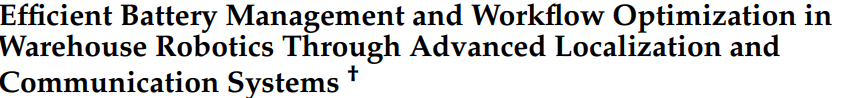 Efficient Battery Management and Workflow Optimization in
Warehouse Robotics Through Advanced Localization and
Communication Systems †